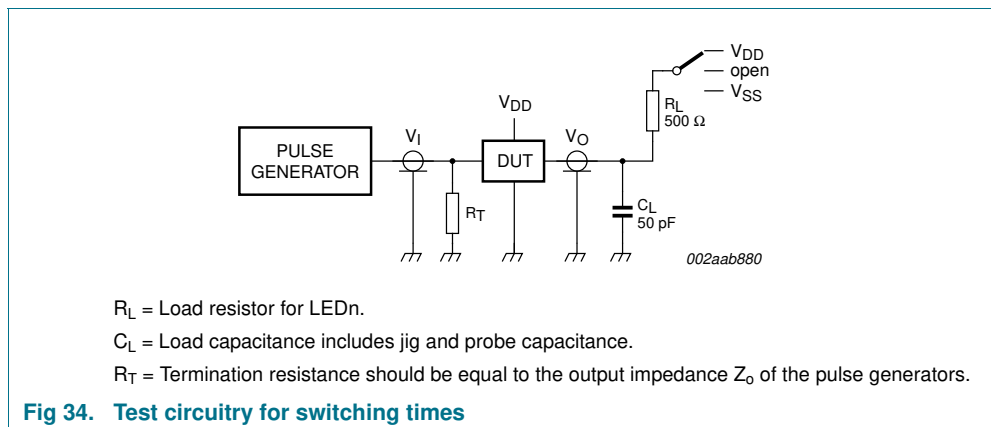 VDD
open
VSS
RL
500 Ω
VDD
VI
VO
PULSE
GENERATOR
DUT
RT
CL
50 pF
002aab880
RL = Load resistor for LEDn.
CL = Load capacitance includes jig and probe capacitance.
RT = Termination resistance should be equal to the output impedance Zo of the pulse generators.
Fig 34. Test circuitry for switching times